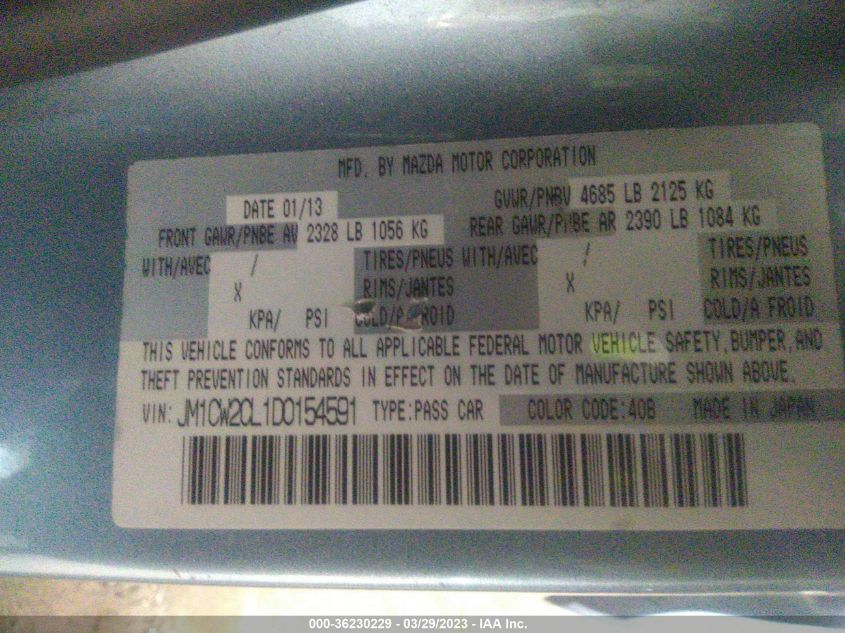 MFD. BY MAZDA MOTOR CORPORATION
DATE 01/13 GVWR/PNBV 4685 LB 2125 KG
FRONT GAWR/PNBE AV 2328 LB 1056 KG REAR GAWR/PNBE AR 2390 LB 1084 KG
WITH/AVEC / TIRES/PNEUS WITH/AVEC / TIRES/PNEUS
X RIMS/JANTES X RIMS/JANTES
KPA/ PSI COLD/A FROID KPA/ PSI COLD/A FROID
THIS VEHICLE CONFORMS TO ALL APPLICABLE FEDERAL MOTOR VEHICLE SAFETY, BUMPER, AND
THEFT PREVENTION STANDARDS IN EFFECT ON THE DATE OF MANUFACTURE SHOWN ABOVE.
VIN: JM1CW2CL1D0154591 TYPE:PASS CAR COLOR CODE:40B MADE IN JAPAN.
000-36230229 - 03/29/2023 - IAA Inc.